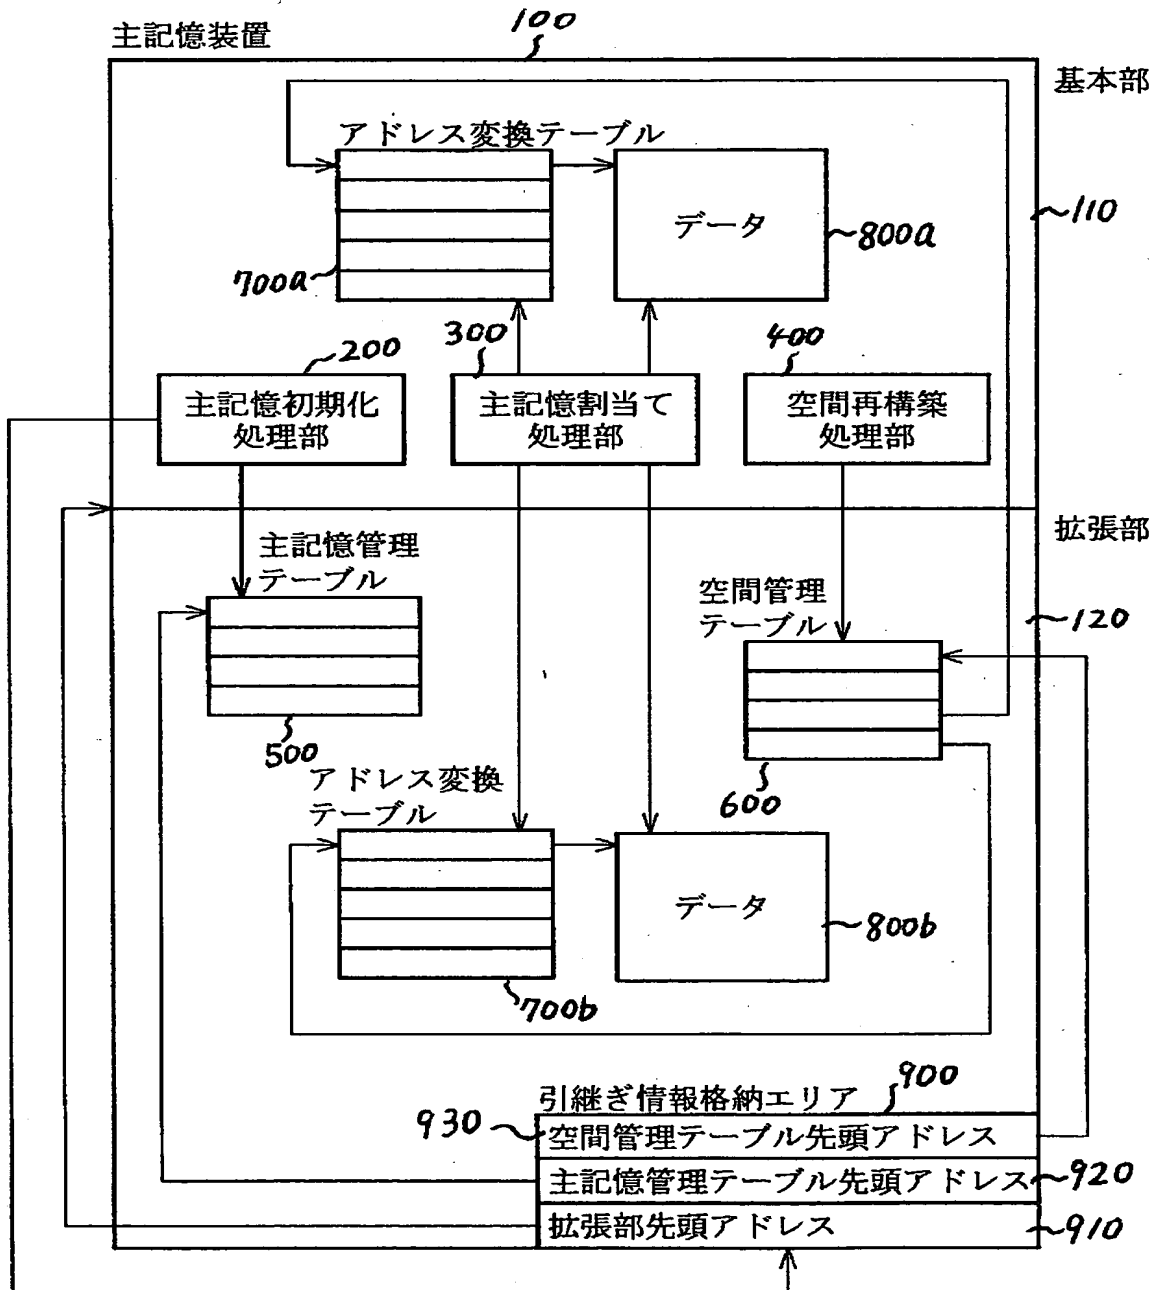 主記憶装置
100
基本部
アドレス変換テーブル
データ
110
800a
700a
200
300
400
主記憶初期化
処理部
主記憶割当て
処理部
空間再構築
処理部
拡張部
主記憶管理
テーブル
空間管理
テーブル
120
500
600
アドレス変換
テーブル
データ
800b
700b
引継ぎ情報格納エリア
900
930
空間管理テーブル先頭アドレス
主記憶管理テーブル先頭アドレス
920
拡張部先頭アドレス
910